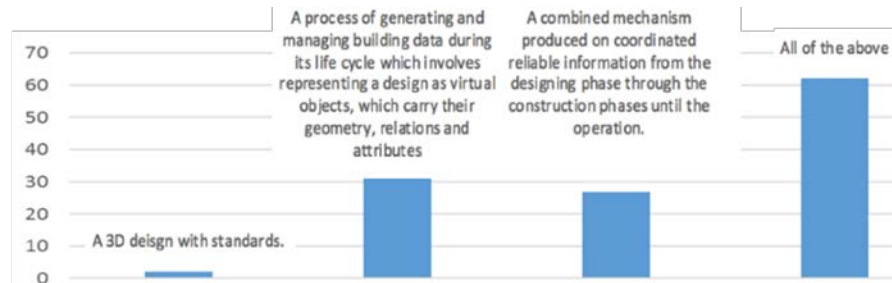 A process of generating and
managing building data during
its life cycle which involves
representing a design as virtual
objects, which carry their
geometry, relations and
attributes
A combined mechanism
produced on coordinated
reliable information from the
designing phase through the
construction phases until the
operation.
All of the above
70
60
50
40
30
20
10
0
A 3D deisgn with standards.